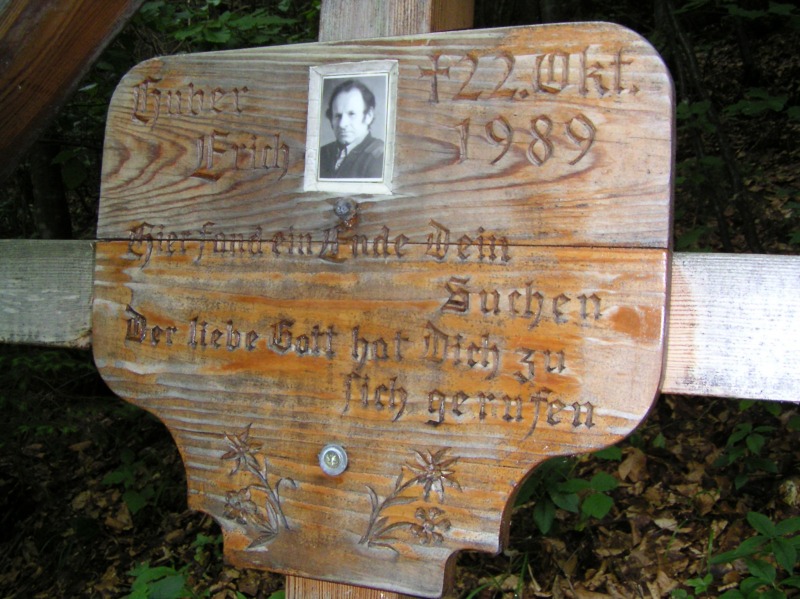 Huber
Erich
†22. Okt.
1989
Hier fand ein Ende Dein
Suchen
Der liebe Gott hat Dich zu
sich gerufen